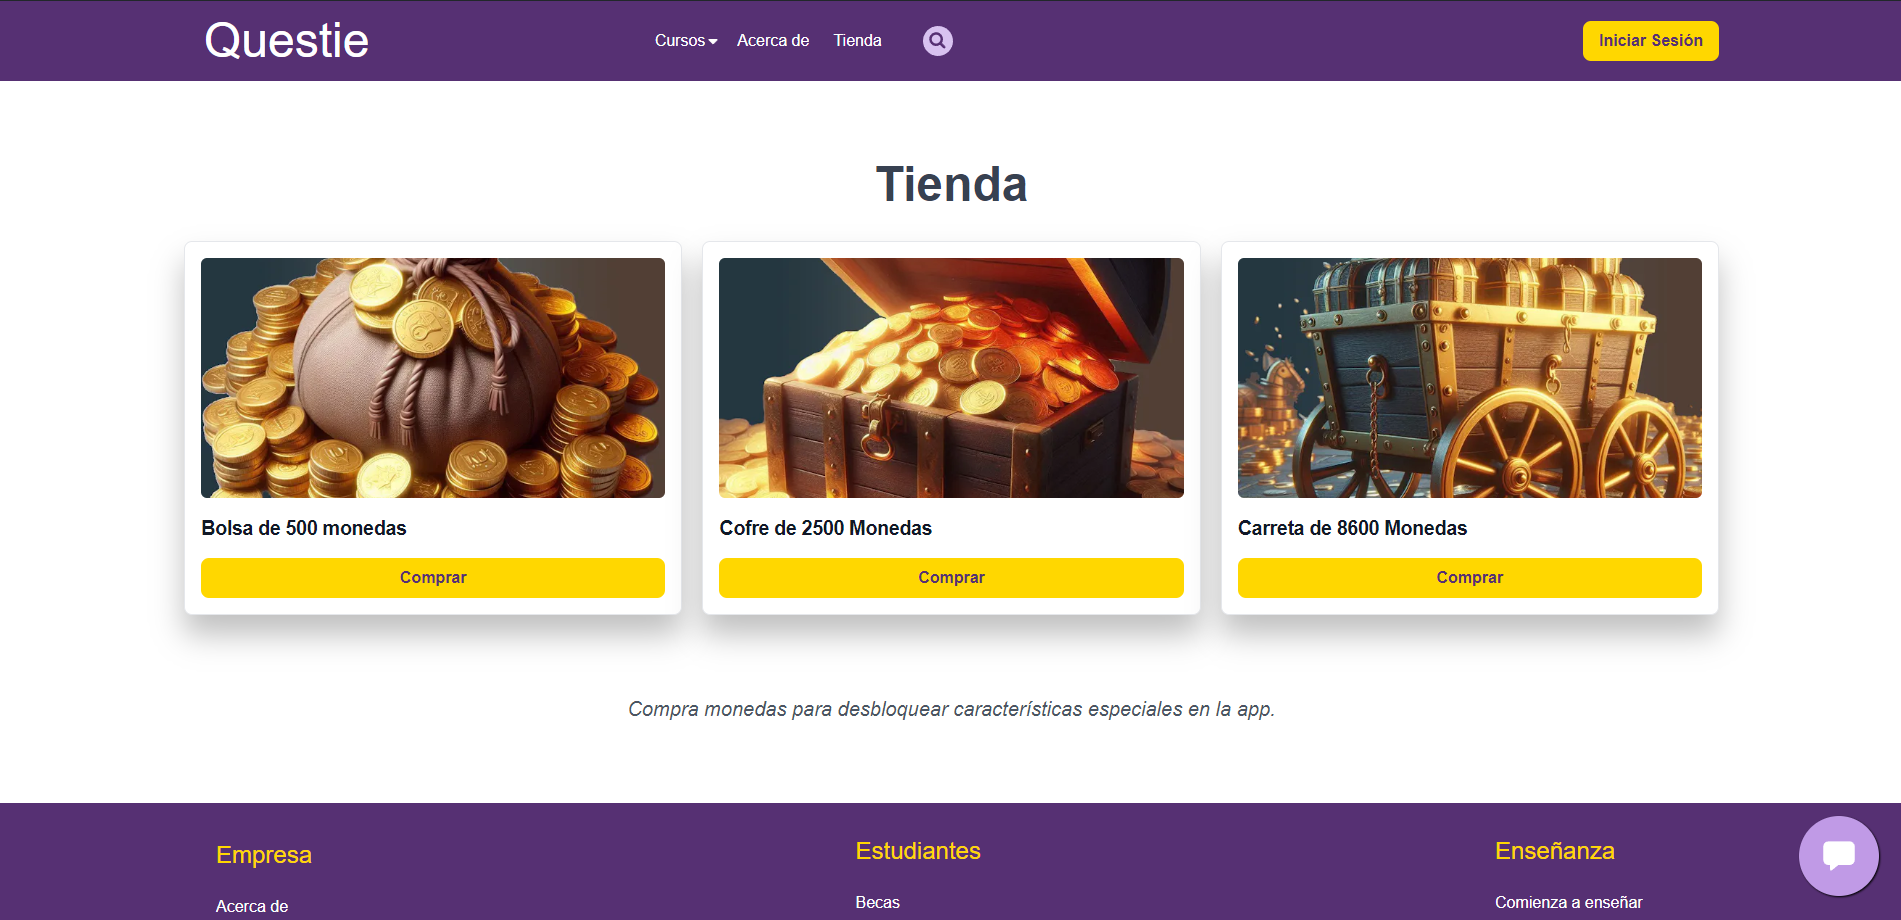 Questie
Cursos
Acerca de
Tienda
Iniciar Sesión
Tienda
Bolsa de 500 monedas
Comprar
Cofre de 2500 Monedas
Comprar
Carreta de 8600 Monedas
Comprar
Compra monedas para desbloquear características especiales en la app.
Empresa
Acerca de
Estudiantes
Becas
Enseñanza
Comienza a enseñar